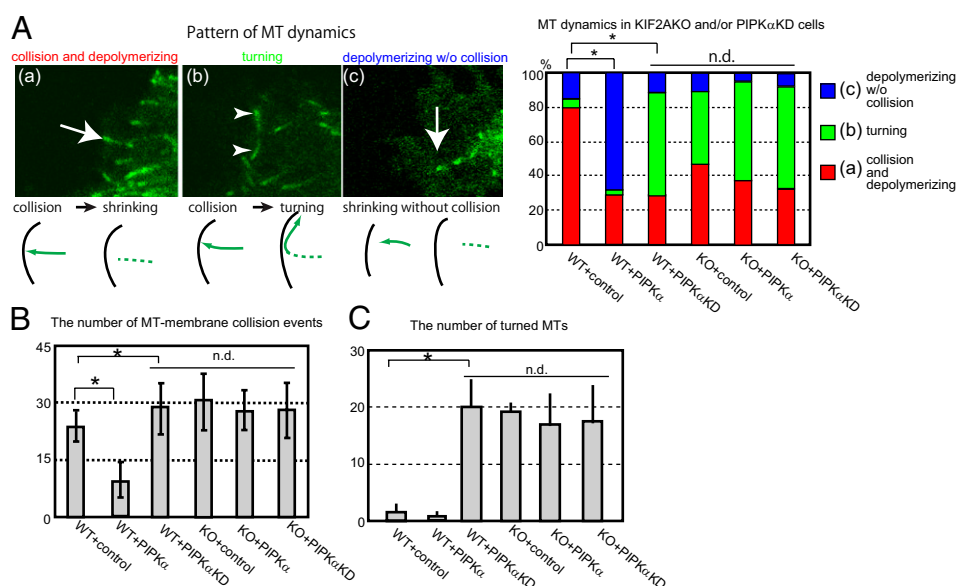 A
Pattern of MT dynamics
collision and depolymerizing
turning
depolymerizing w/o collision
(a)
(b)
(c)
collision → shrinking
collision → turning
shrinking without collision
MT dynamics in KIF2AKO and/or PIPKαKD cells
*
*
n.d.
%
100
80
60
40
20
0
WT+control
WT+PIPKα
WT+PIPKαKD
KO+control
KO+PIPKα
KO+PIPKαKD
(c) depolymerizing w/o collision
(b) turning
(a) collision and depolymerizing
B
The number of MT-membrane collision events
45
30
15
0
*
*
n.d.
WT+control
WT+PIPKα
WT+PIPKαKD
KO+control
KO+PIPKα
KO+PIPKαKD
C
The number of turned MTs
30
20
10
0
*
n.d.
WT+control
WT+PIPKα
WT+PIPKαKD
KO+control
KO+PIPKα
KO+PIPKαKD